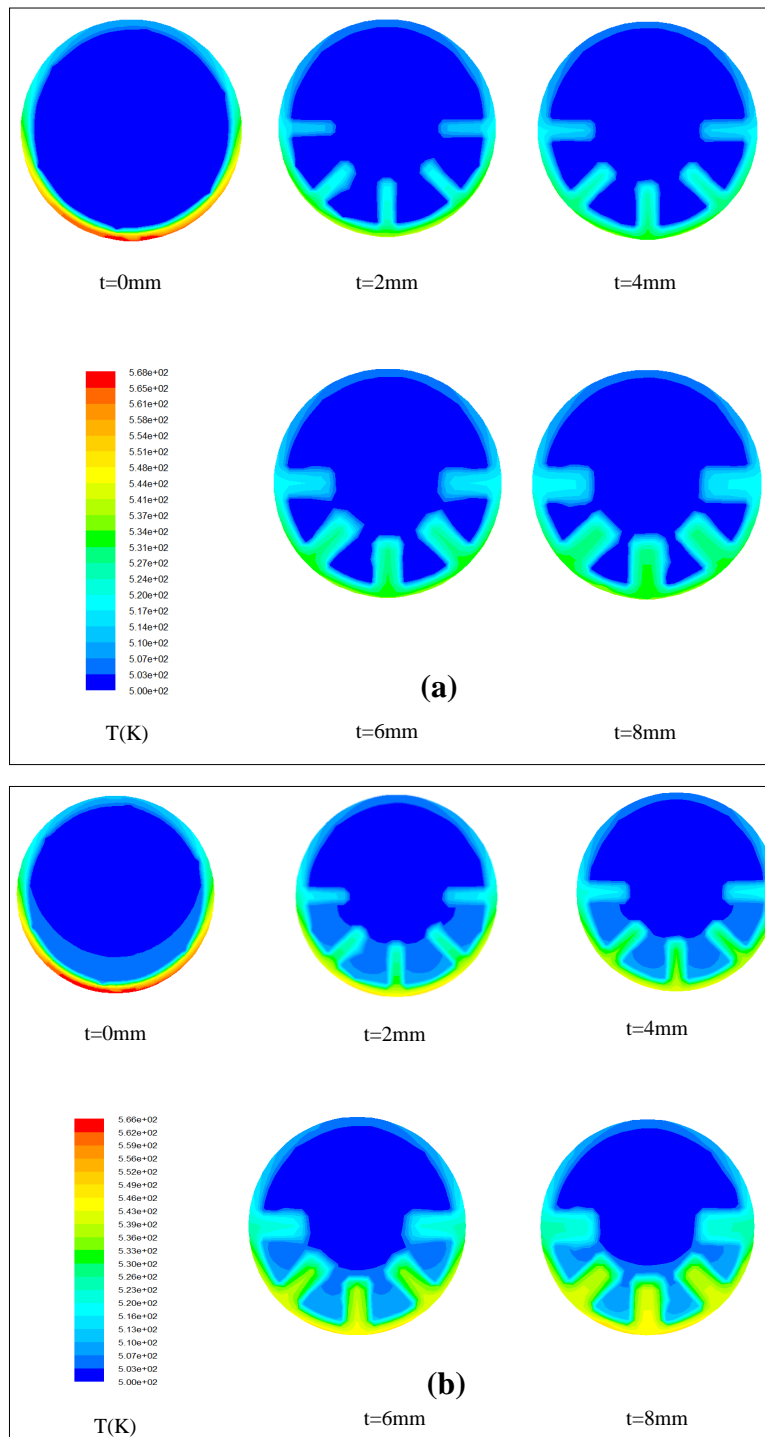 t=0mm
t=2mm
t=4mm
5.68e+02
5.65e+02
5.61e+02
5.58e+02
5.54e+02
5.51e+02
5.48e+02
5.44e+02
5.41e+02
5.37e+02
5.34e+02
5.31e+02
5.27e+02
5.24e+02
5.20e+02
5.17e+02
5.14e+02
5.10e+02
5.07e+02
5.03e+02
5.00e+02
(a)
T(K)
t=6mm
t=8mm
t=0mm
t=2mm
t=4mm
5.66e+02
5.62e+02
5.59e+02
5.56e+02
5.52e+02
5.49e+02
5.46e+02
5.43e+02
5.39e+02
5.36e+02
5.33e+02
5.30e+02
5.26e+02
5.23e+02
5.20e+02
5.16e+02
5.13e+02
5.10e+02
5.07e+02
5.03e+02
5.00e+02
(b)
T(K)
t=6mm
t=8mm